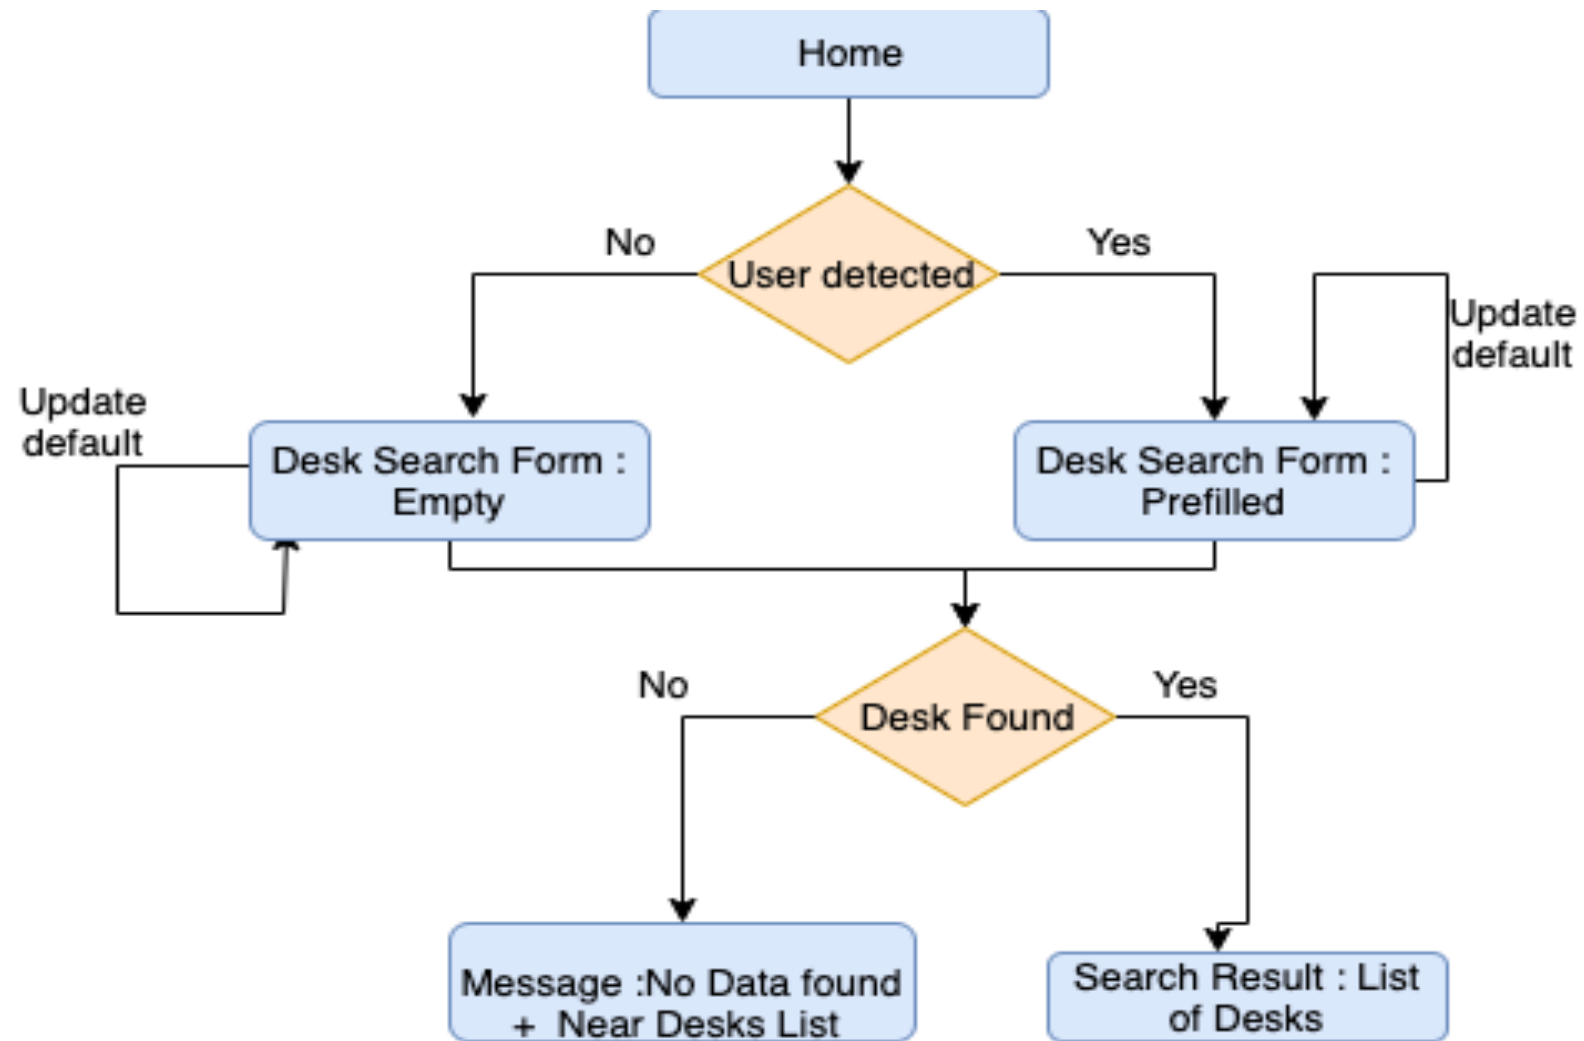 Home
No
Yes
User detected
Update
default
Update
default
Desk Search Form :
Empty
Desk Search Form :
Prefilled
No
Yes
Desk Found
Message :No Data found
+ Near Desks List
Search Result : List
of Desks